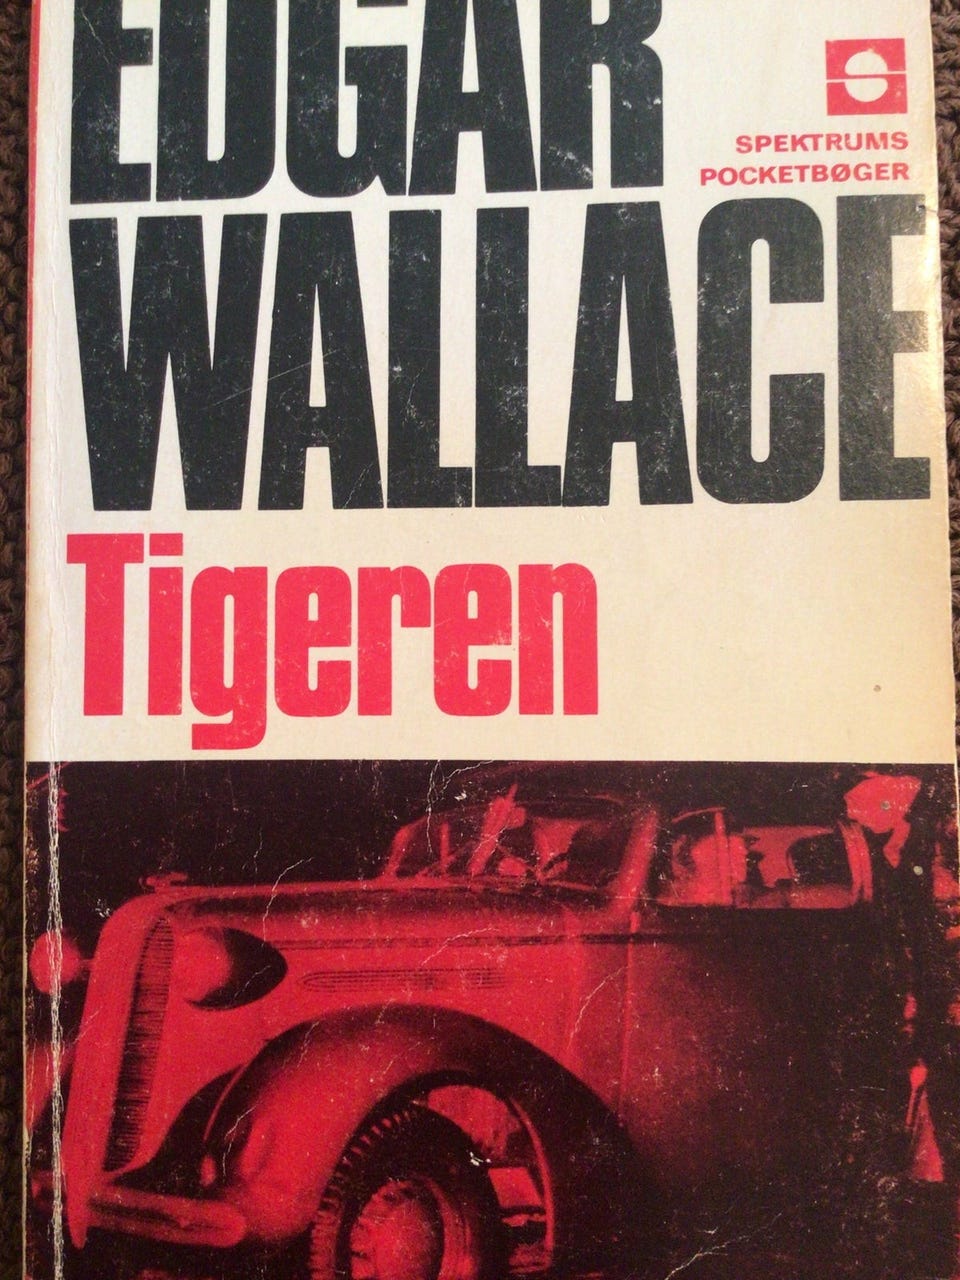 EDGAR
SPEKTRUMS
POCKETBØGER
WALLACE
Tigeren